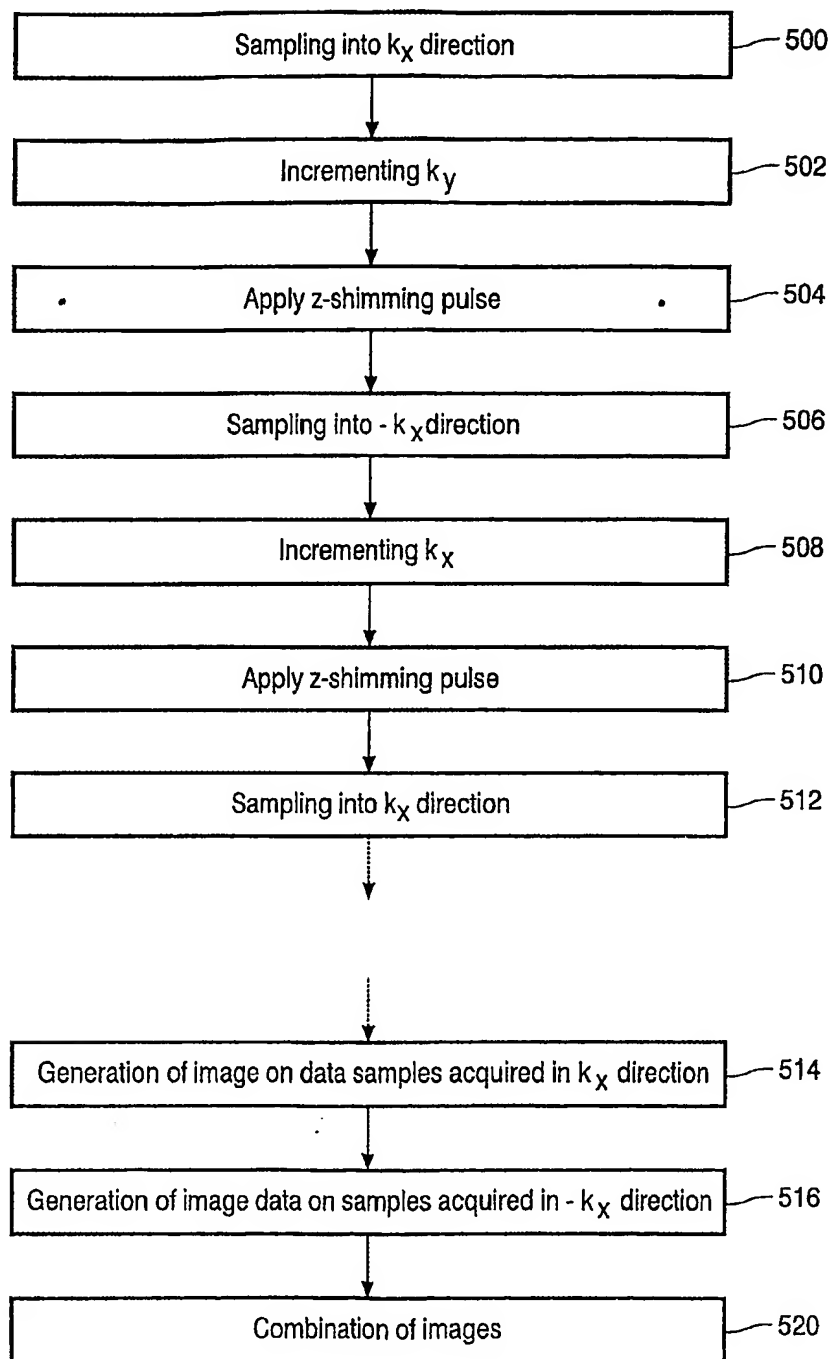 Sampling into kx direction 500
Incrementing ky 502
Apply z-shimming pulse 504
Sampling into - kx direction 506
Incrementing kx 508
Apply z-shimming pulse 510
Sampling into kx direction 512
Generation of image on data samples acquired in kx direction 514
Generation of image data on samples acquired in - kx direction 516
Combination of images 520